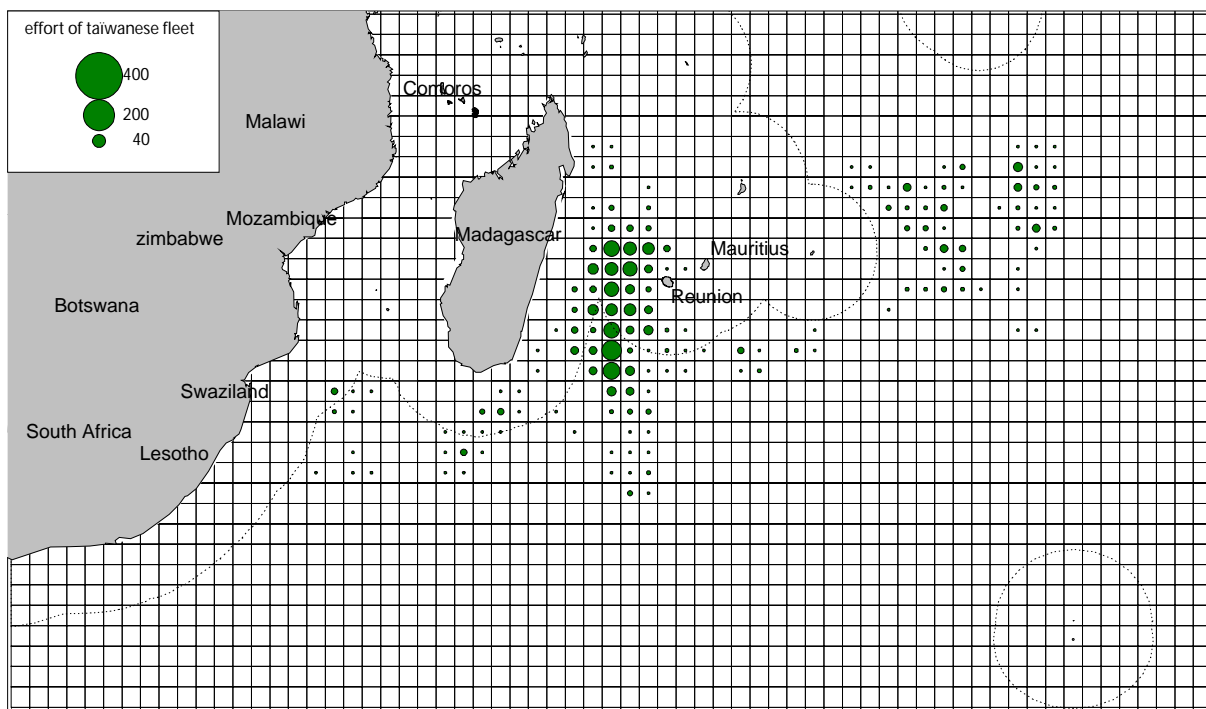 effort of taïwanese fleet
400
200
40
Comoros
Malawi
Mozambique
zimbabwe
Madagascar
Mauritius
Reunion
Botswana
Swaziland
South Africa
Lesotho